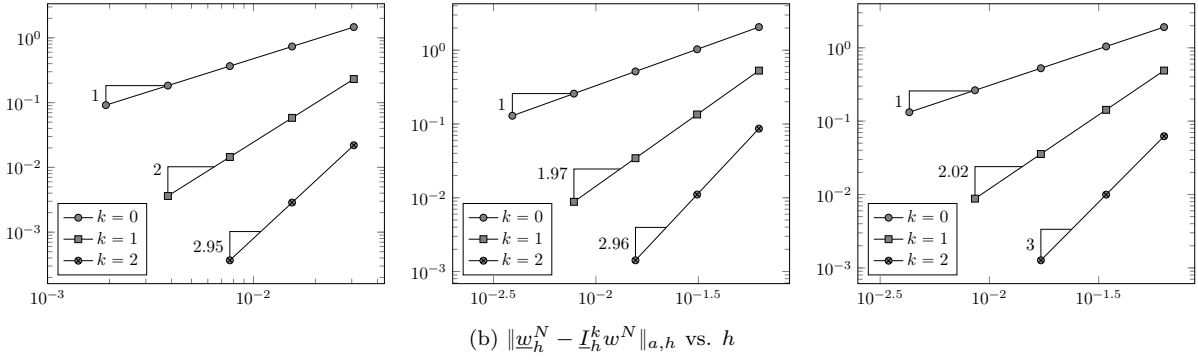 10^0
10^{-1}
10^{-2}
10^{-3}
1
2
2.95
k = 0
k = 1
k = 2
10^{-3}
10^{-2}
10^0
10^{-1}
10^{-2}
10^{-3}
1
1.97
2.96
k = 0
k = 1
k = 2
10^{-2.5}
10^{-2}
10^{-1.5}
10^0
10^{-1}
10^{-2}
10^{-3}
1
2.02
3
k = 0
k = 1
k = 2
10^{-2.5}
10^{-2}
10^{-1.5}
(b) ‖\underline{w}_h^N − \underline{I}_h^k w^N‖_{a,h} vs. h